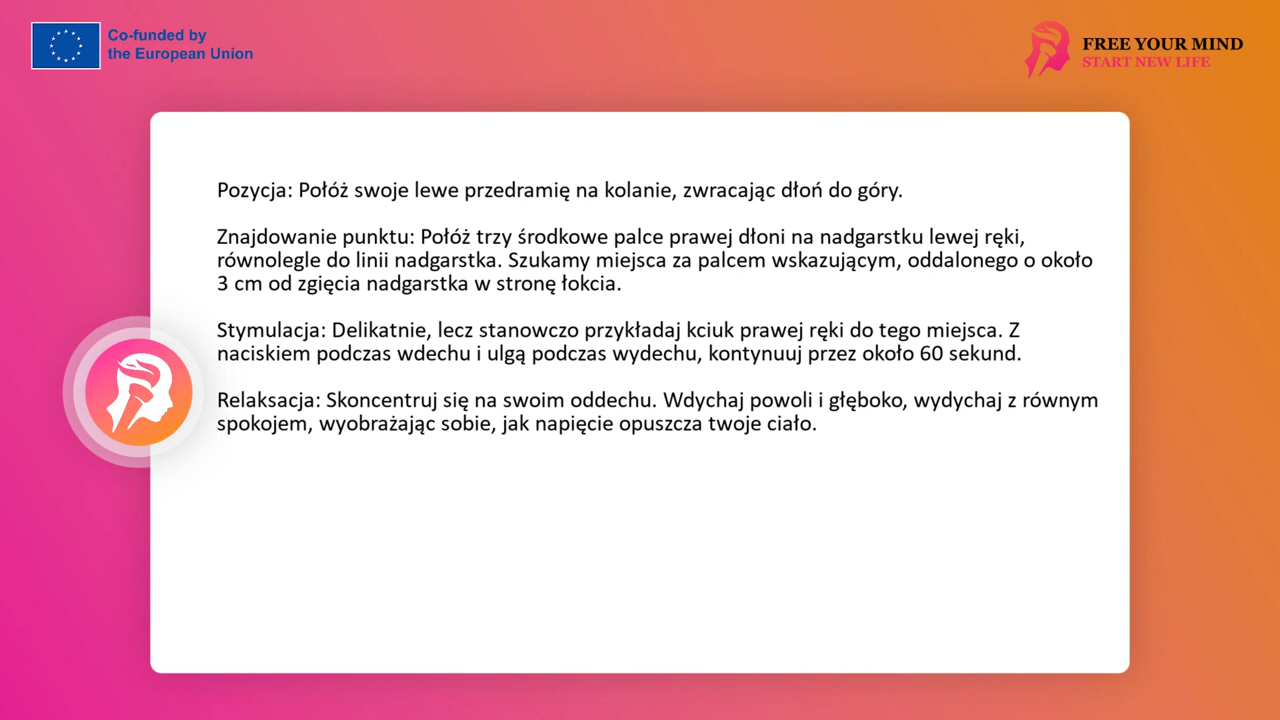 Co-funded by
the European Union
FREE YOUR MIND
START NEW LIFE
Pozycja: Połóż swoje lewe przedramię na kolanie, zwracając dłoń do góry.
Znajdowanie punktu: Połóż trzy środkowe palce prawej dłoni na nadgarstku lewej ręki,
równolegle do linii nadgarstka. Szukamy miejsca za palcem wskazującym, oddalonego o około
3 cm od zgięcia nadgarstka w stronę łokcia.
Stymulacja: Delikatnie, lecz stanowczo przykładaj kciuk prawej ręki do tego miejsca. Z
naciskiem podczas wdechu i ulgą podczas wydechu, kontynuuj przez około 60 sekund.
Relaksacja: Skoncentruj się na swoim oddechu. Wdychaj powoli i głęboko, wydychaj z równym
spokojem, wyobrażając sobie, jak napięcie opuszcza twoje ciało.